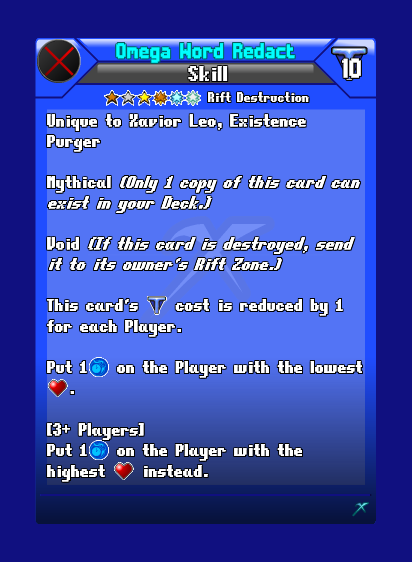 Omega Word Redact
Skill
10
Rift Destruction
Unique to Xavior Leo, Existence
Purger
Mythical (Only 1 copy of this card can
exist in your Deck.)
Void (If this card is destroyed, send
it to its owner's Rift Zone.)
This card's cost is reduced by 1
for each Player.
Put 1 on the Player with the lowest
.
[3+ Players]
Put 1 on the Player with the
highest instead.